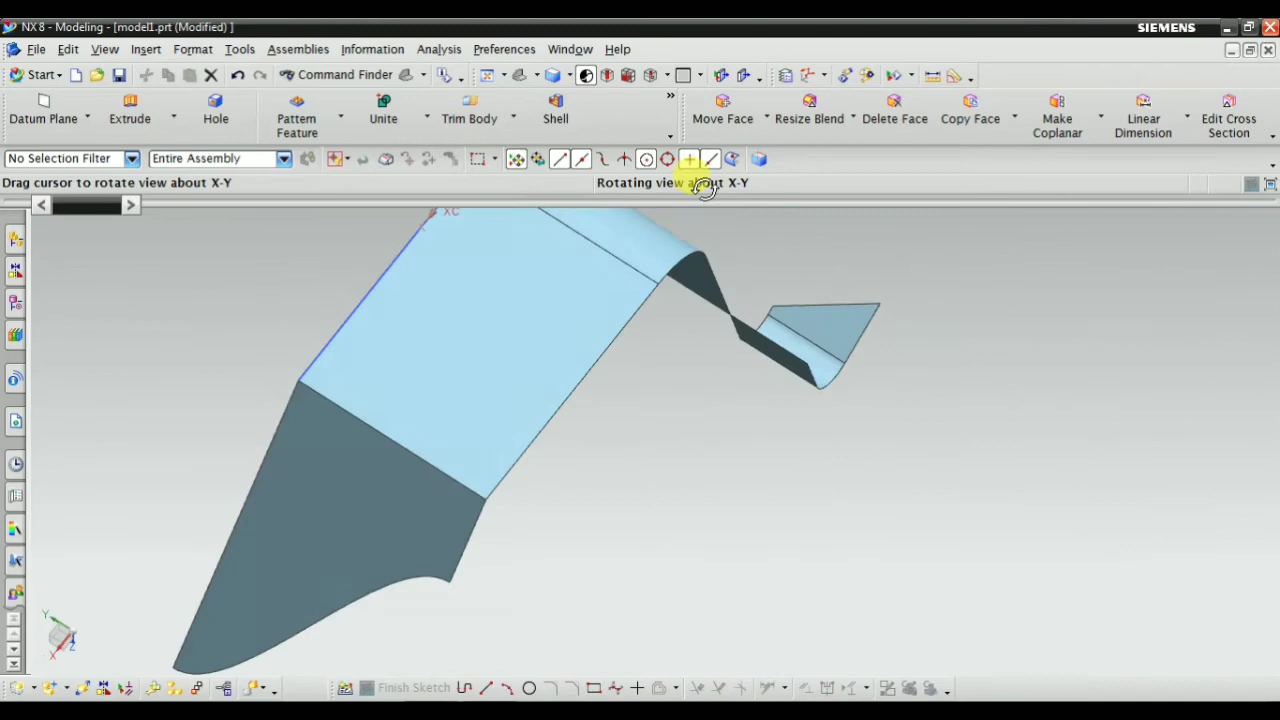 NX 8 - Modeling - [model1.prt (Modified) ]
SIEMENS
File Edit View Insert Format Tools Assemblies Information Analysis Preferences Window Help
Start Command Finder
Datum Plane Extrude Hole Pattern Feature Unite Trim Body Shell Move Face Resize Blend Delete Face Copy Face Make Coplanar Linear Dimension Edit Cross Section
No Selection Filter Entire Assembly
Drag cursor to rotate view about X-Y Rotating view about X-Y
XC
Y
X
Z
Finish Sketch